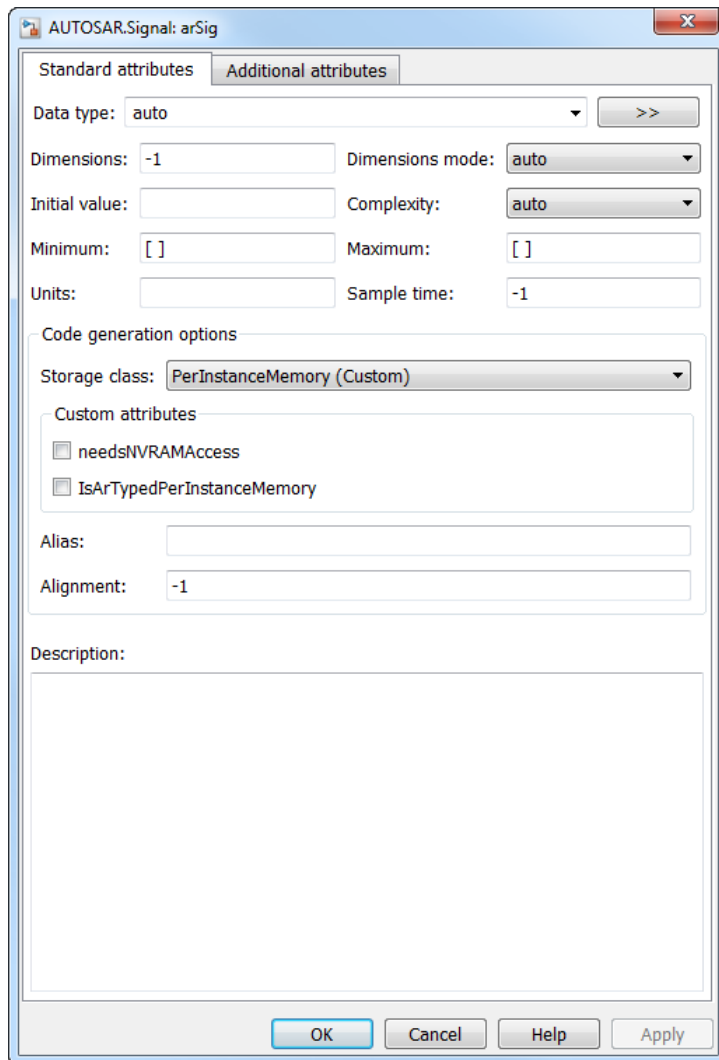 AUTOSAR.Signal: arSig
Standard attributes Additional attributes
Data type: auto >>
Dimensions: -1 Dimensions mode: auto
Initial value: Complexity: auto
Minimum: [ ] Maximum: [ ]
Units: Sample time: -1
Code generation options
Storage class: PerInstanceMemory (Custom)
Custom attributes
needsNVRAMAccess
IsArTypedPerInstanceMemory
Alias:
Alignment: -1
Description:
OK Cancel Help Apply